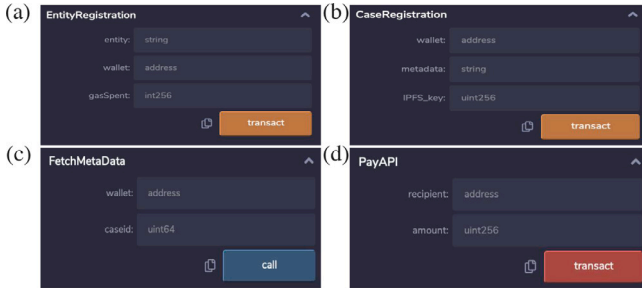 (a)
EntityRegistration
entity: string
wallet: address
gasSpent: int256
transact
(b)
CaseRegistration
wallet: address
metadata: string
IPFS_key: uint256
transact
(c)
FetchMetaData
wallet: address
caseid: uint64
call
(d)
PayAPI
recipient: address
amount: uint256
transact